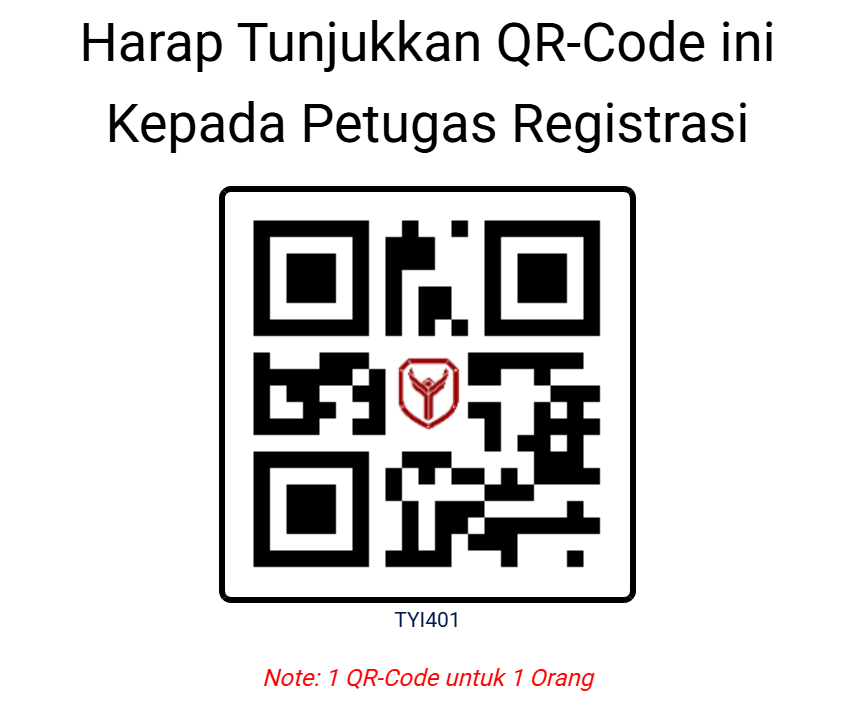 Harap Tunjukkan QR-Code ini
Kepada Petugas Registrasi
TYI401
Note: 1 QR-Code untuk 1 Orang